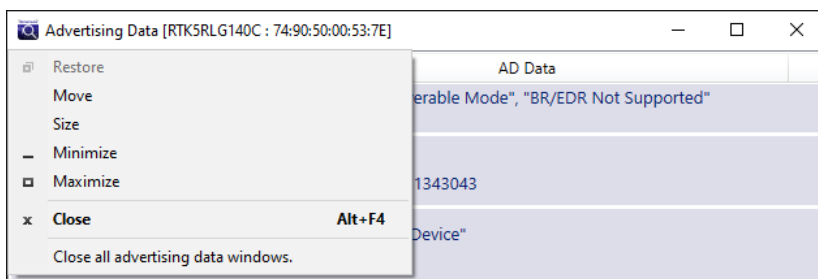 Advertising Data [RTK5RLG140C : 74:90:50:00:53:7E]
Restore
AD Data
Move
erable Mode", "BR/EDR Not Supported"
Size
Minimize
Maximize
1343043
Close Alt+F4
Device"
Close all advertising data windows.